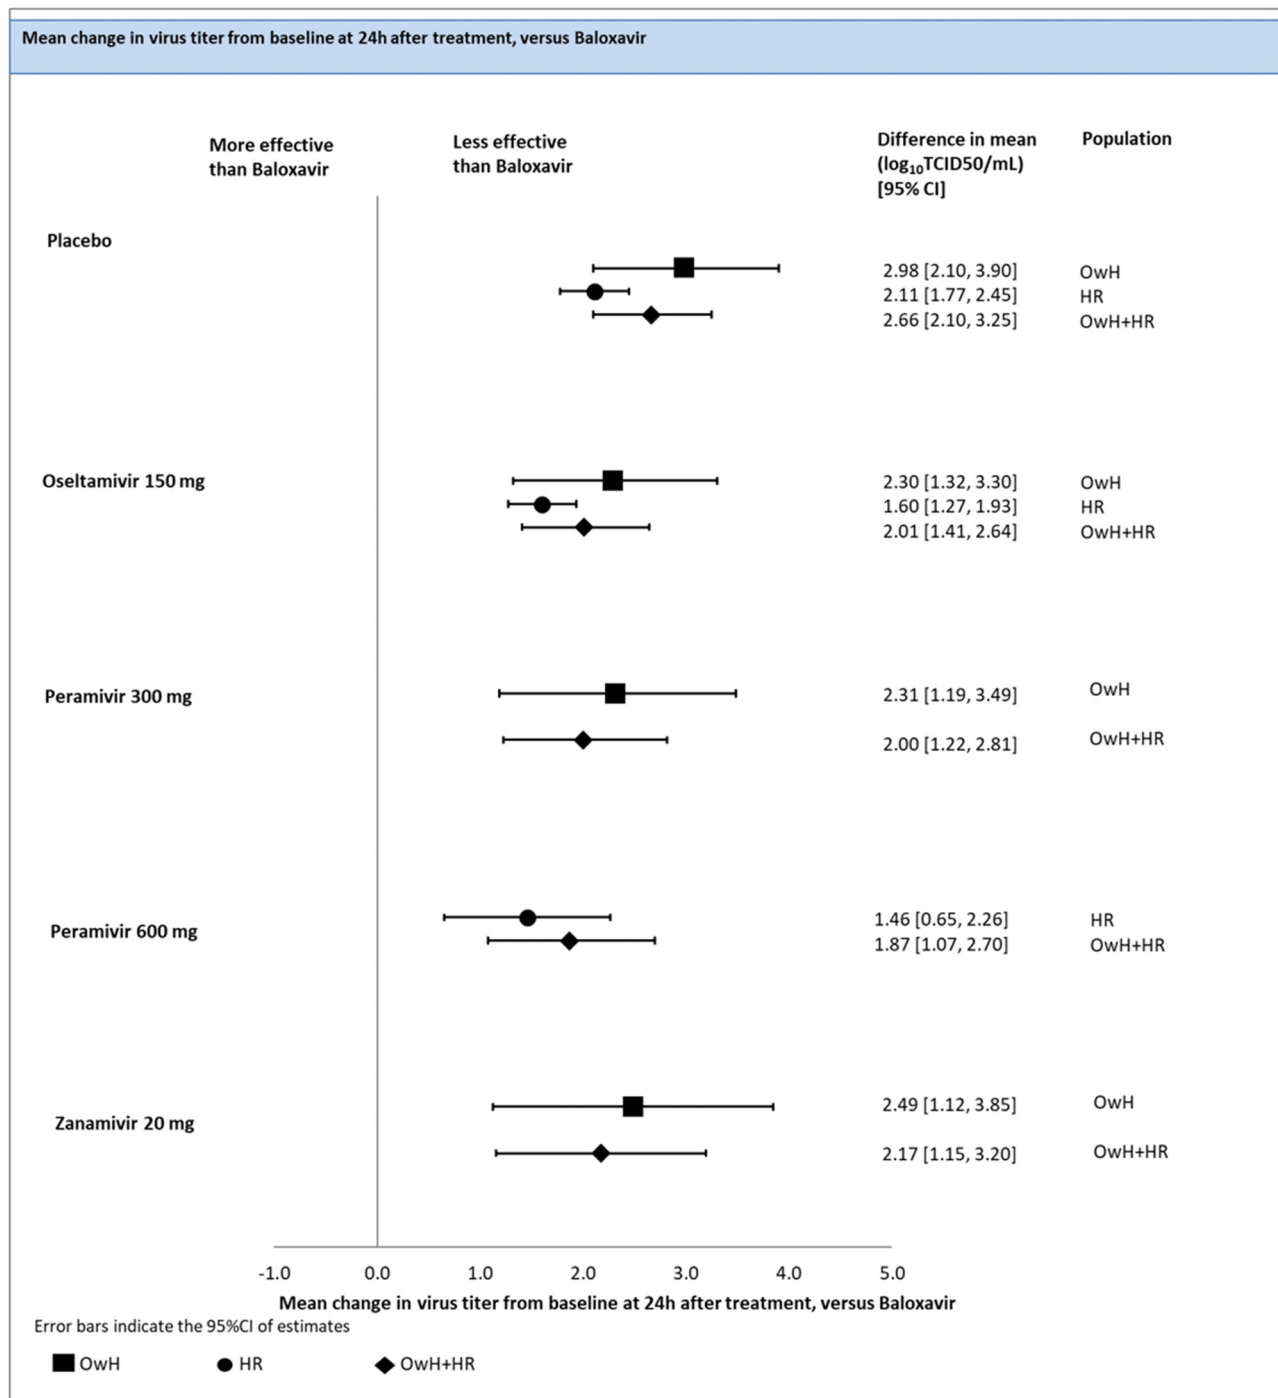 Mean change in virus titer from baseline at 24h after treatment, versus Baloxavir
More effective
than Baloxavir
Less effective
than Baloxavir
Difference in mean
(log₁₀TCID50/mL)
[95% CI]
Population
Placebo
2.98 [2.10, 3.90] OwH
2.11 [1.77, 2.45] HR
2.66 [2.10, 3.25] OwH+HR
Oseltamivir 150 mg
2.30 [1.32, 3.30] OwH
1.60 [1.27, 1.93] HR
2.01 [1.41, 2.64] OwH+HR
Peramivir 300 mg
2.31 [1.19, 3.49] OwH
2.00 [1.22, 2.81] OwH+HR
Peramivir 600 mg
1.46 [0.65, 2.26] HR
1.87 [1.07, 2.70] OwH+HR
Zanamivir 20 mg
2.49 [1.12, 3.85] OwH
2.17 [1.15, 3.20] OwH+HR
-1.0 0.0 1.0 2.0 3.0 4.0 5.0
Mean change in virus titer from baseline at 24h after treatment, versus Baloxavir
Error bars indicate the 95%CI of estimates
OwH HR OwH+HR